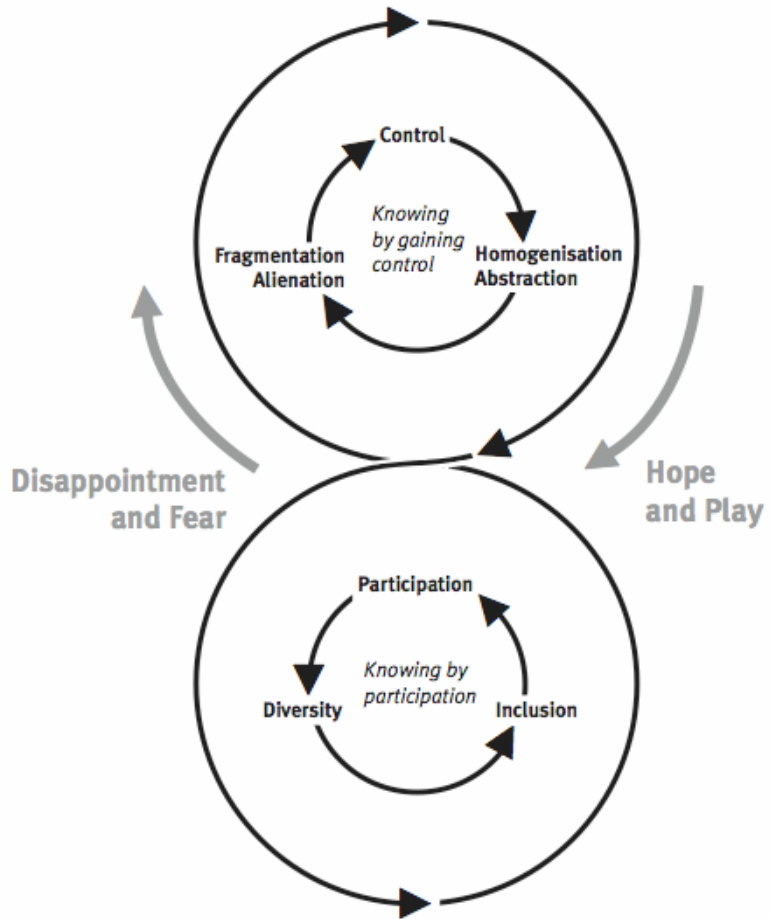 Control
Knowing
by gaining
control
Fragmentation
Alienation
Homogenisation
Abstraction
Disappointment
and Fear
Hope
and Play
Participation
Knowing by
participation
Diversity
Inclusion